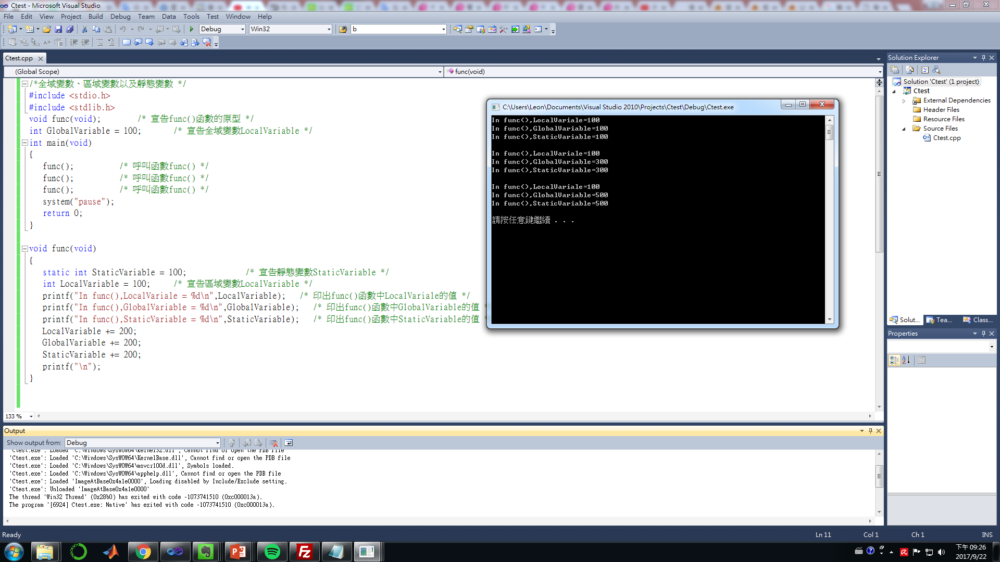 Ctest - Microsoft Visual Studio
File Edit View Project Build Debug Team Data Tools Test Window Help
Debug Win32 b
Ctest.cpp
(Global Scope) func(void)
/*全域變數、區域變數以及靜態變數 */
#include <stdio.h>
#include <stdlib.h>
void func(void); /* 宣告func()函數的原型 */
int GlobalVariable = 100; /* 宣告全域變數LocalVariable */
int main(void)
{
func(); /* 呼叫函數func() */
func(); /* 呼叫函數func() */
func(); /* 呼叫函數func() */
system("pause");
return 0;
}
void func(void)
{
static int StaticVariable = 100; /* 宣告靜態變數StaticVariable */
int LocalVariable = 100; /* 宣告區域變數LocalVariable */
printf("In func(),LocalVariale = %d\n",LocalVariable); /* 印出func()函數中LocalVariale的值 */
printf("In func(),GlobalVariable = %d\n",GlobalVariable); /* 印出func()函數中GlobalVariable的值 *
printf("In func(),StaticVariable = %d\n",StaticVariable); /* 印出func()函數中StaticVariable的值 *
LocalVariable += 200;
GlobalVariable += 200;
StaticVariable += 200;
printf("\n");
}
133 %
C:\Users\Leon\Documents\Visual Studio 2010\Projects\Ctest\Debug\Ctest.exe
In func(),LocalVariale=100
In func(),GlobalVariable=100
In func(),StaticVariable=100
In func(),LocalVariale=100
In func(),GlobalVariable=300
In func(),StaticVariable=300
In func(),LocalVariale=100
In func(),GlobalVariable=500
In func(),StaticVariable=500
請按任意鍵繼續 . . .
Solution Explorer
Solution 'Ctest' (1 project)
Ctest
External Dependencies
Header Files
Resource Files
Source Files
Ctest.cpp
Solut... Tea... Class...
Properties
Output
Show output from: Debug
'Ctest.exe': Loaded 'C:\Windows\SysWOW64\kernel32.dll', Cannot find or open the PDB file
'Ctest.exe': Loaded 'C:\Windows\SysWOW64\KernelBase.dll', Cannot find or open the PDB file
'Ctest.exe': Loaded 'C:\Windows\SysWOW64\msvcr100d.dll', Symbols loaded.
'Ctest.exe': Loaded 'C:\Windows\SysWOW64\apphelp.dll', Cannot find or open the PDB file
'Ctest.exe': Loaded 'ImageAtBase0x4a1e0000', Loading disabled by Include/Exclude setting.
'Ctest.exe': Unloaded 'ImageAtBase0x4a1e0000'
The thread 'Win32 Thread' (0x28b0) has exited with code -1073741510 (0xc000013a).
The program '[6924] Ctest.exe: Native' has exited with code -1073741510 (0xc000013a).
Ready Ln 11 Col 1 Ch 1 INS
下午 09:26
2017/9/22